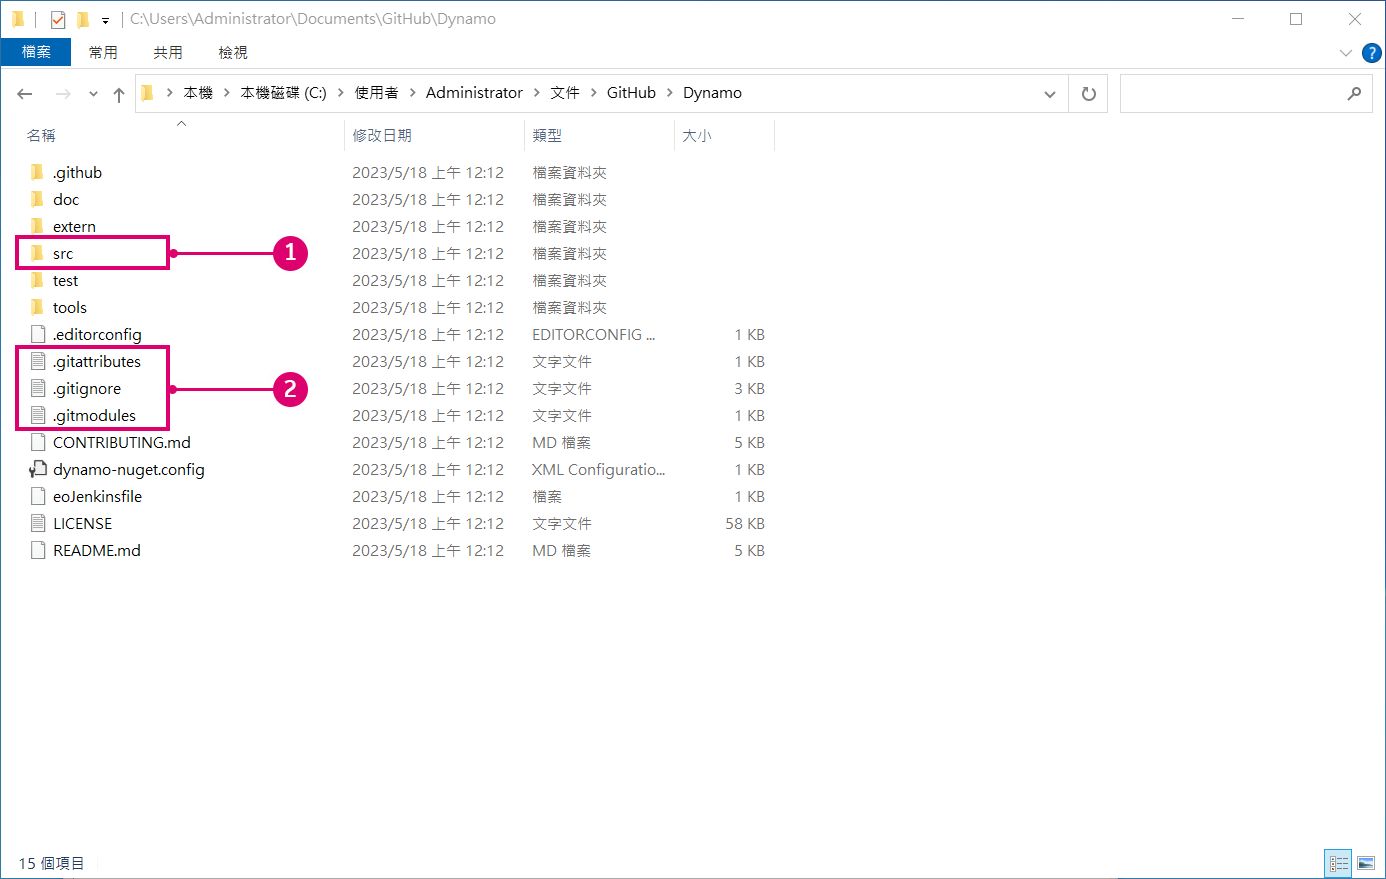 C:\Users\Administrator\Documents\GitHub\Dynamo
檔案 常用 共用 檢視 ?
本機 本機磁碟 (C:) 使用者 Administrator 文件 GitHub Dynamo
名稱 修改日期 類型 大小
.github 2023/5/18 上午 12:12 檔案資料夾
doc 2023/5/18 上午 12:12 檔案資料夾
extern 2023/5/18 上午 12:12 檔案資料夾
src 1 2023/5/18 上午 12:12 檔案資料夾
test 2023/5/18 上午 12:12 檔案資料夾
tools 2023/5/18 上午 12:12 檔案資料夾
.editorconfig 2023/5/18 上午 12:12 EDITORCONFIG ... 1 KB
.gitattributes 2023/5/18 上午 12:12 文字文件 1 KB
.gitignore 2 2023/5/18 上午 12:12 文字文件 3 KB
.gitmodules 2023/5/18 上午 12:12 文字文件 1 KB
CONTRIBUTING.md 2023/5/18 上午 12:12 MD 檔案 5 KB
dynamo-nuget.config 2023/5/18 上午 12:12 XML Configuratio... 1 KB
eoJenkinsfile 2023/5/18 上午 12:12 檔案 1 KB
LICENSE 2023/5/18 上午 12:12 文字文件 58 KB
README.md 2023/5/18 上午 12:12 MD 檔案 5 KB
15 個項目